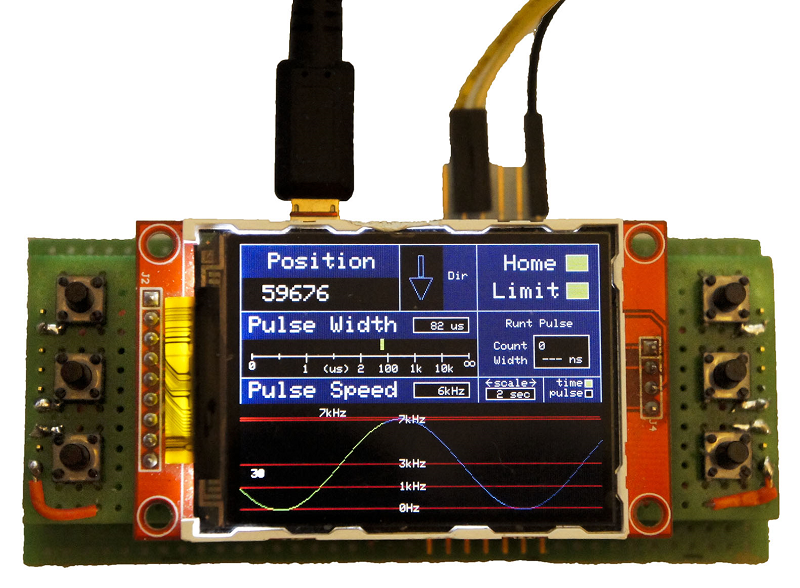 Position
59676
Dir
Home
Limit
Pulse Width 82 us
0 1 (us) 2 100 1k 10k ∞
Runt Pulse
Count 0
Width --- ns
Pulse Speed 6kHz
←scale→
2 sec
time
pulse
7kHz
7kHz
3kHz
30
1kHz
0Hz
J2
J4